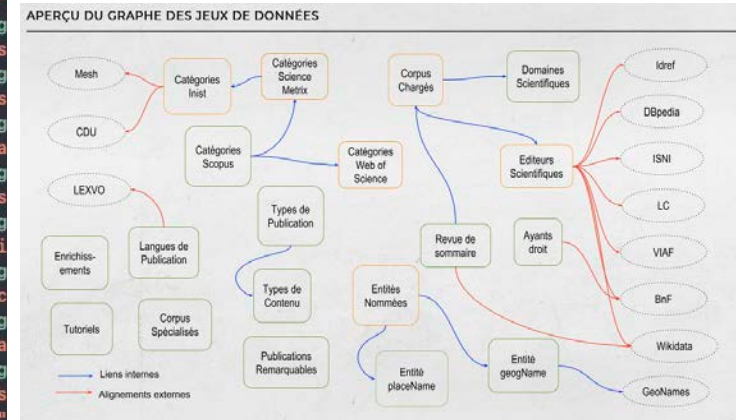 APERÇU DU GRAPHE DES JEUX DE DONNÉES
Mesh
Catégories
Inist
Catégories
Science
Metrix
Corpus
Chargés
Domaines
Scientifiques
Idref
CDU
Catégories
Scopus
Catégories
Web of
Science
Editeurs
Scientifiques
DBpedia
ISNI
LEXVO
LC
Types de
Publication
Revue de
sommaire
Ayants
droit
VIAF
Enrichiss-
ements
Langues de
Publication
Types de
Contenu
Entités
Nommées
BnF
Tutoriels
Corpus
Spécialisés
Publications
Remarquables
Entité
placeName
Entité
geogName
Wikidata
GeoNames
Liens internes
Alignements externes